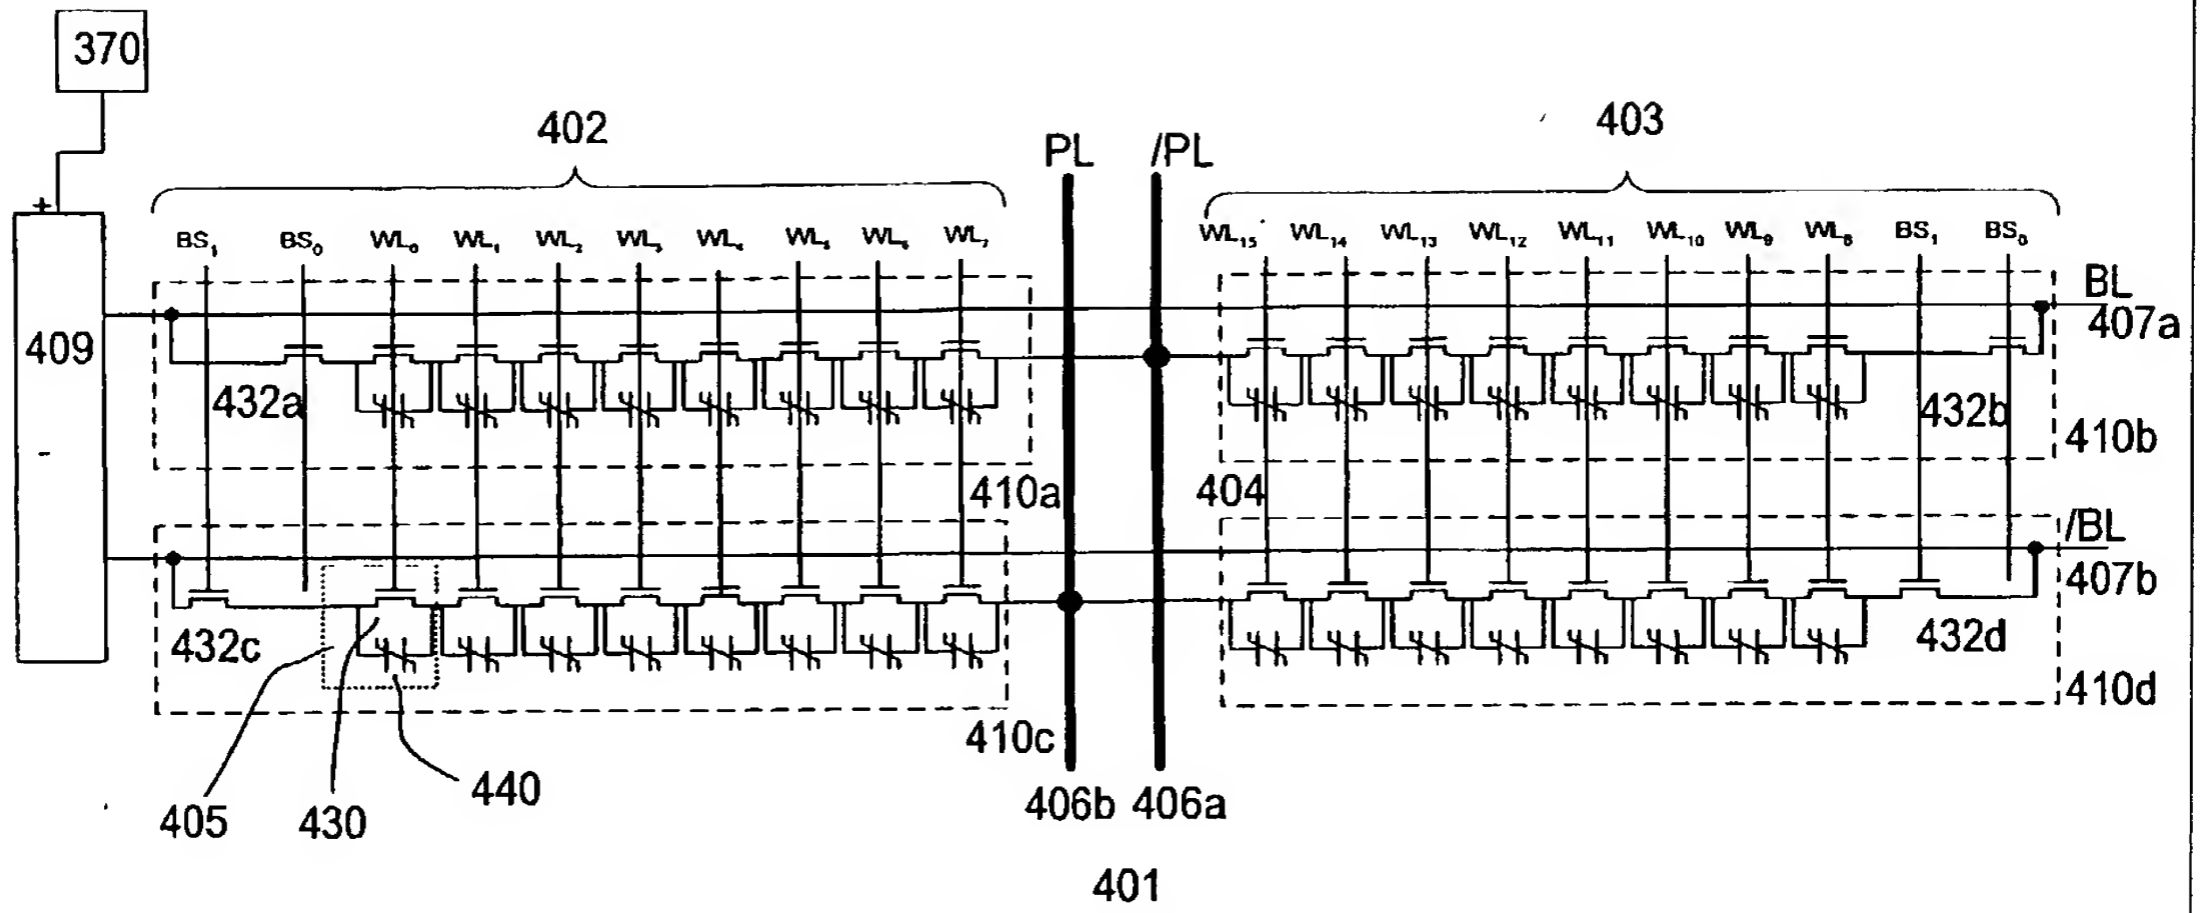 370
402
403
PL /PL
+
BS1 BS0 WL0 WL1 WL2 WL3 WL4 WL5 WL6 WL7
WL15 WL14 WL13 WL12 WL11 WL10 WL9 WL8 BS1 BS0
BL
407a
409
432a
432b
410b
-
410a
404
/BL
407b
432c
432d
410d
410c
440
405
430
406b 406a
401